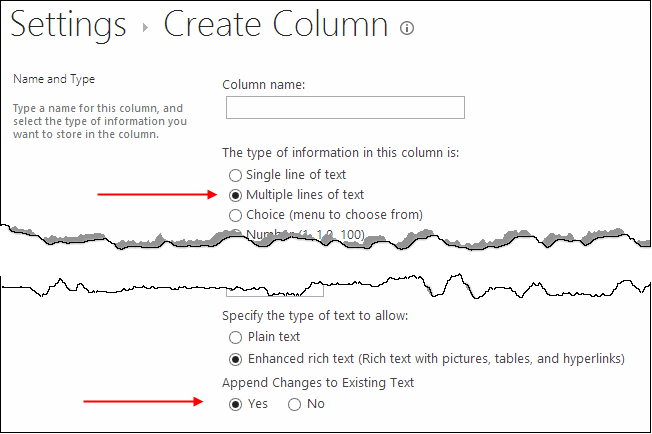 Settings › Create Column
Name and Type
Type a name for this column, and
select the type of information you
want to store in the column.
Column name:
The type of information in this column is:
Single line of text
Multiple lines of text
Choice (menu to choose from)
Number (1, 1.0, 100)
Specify the type of text to allow:
Plain text
Enhanced rich text (Rich text with pictures, tables, and hyperlinks)
Append Changes to Existing Text
Yes No